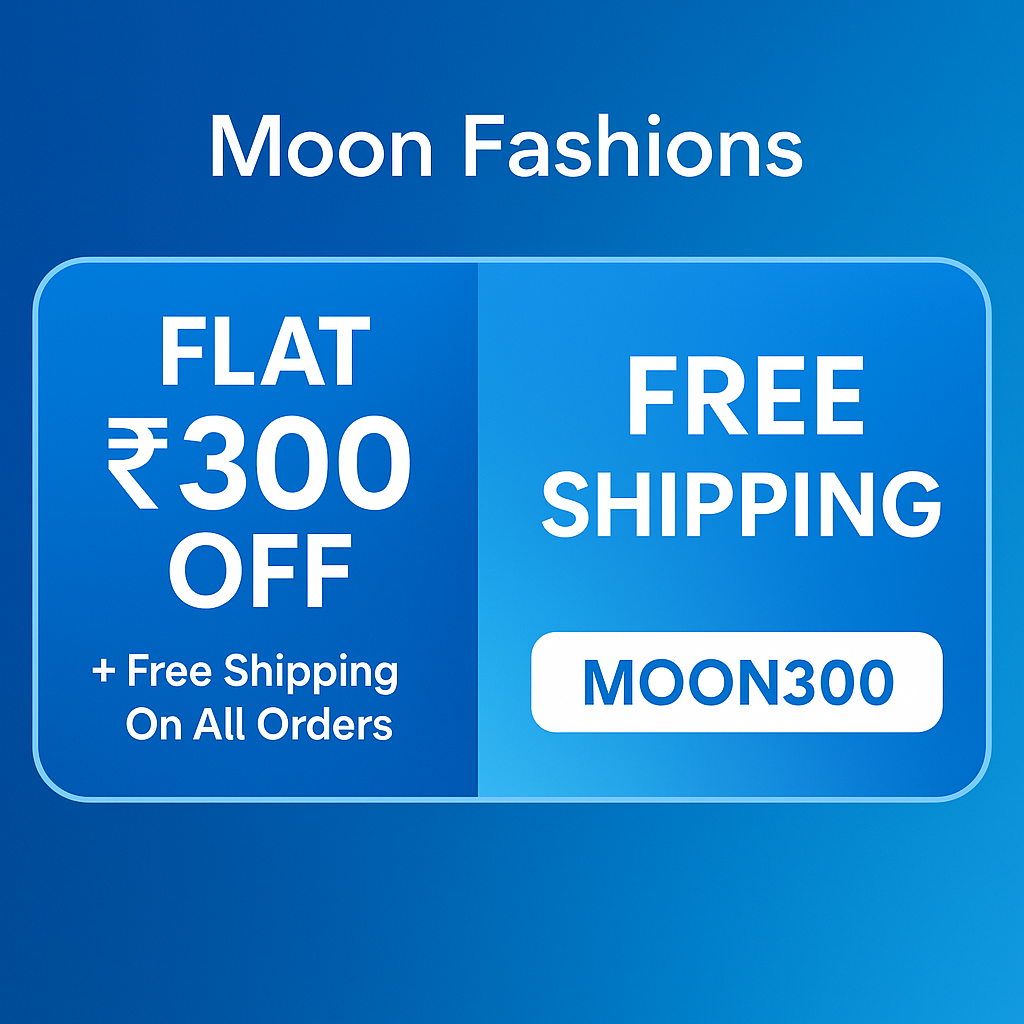 Moon Fashions
FLAT
₹300
OFF
+ Free Shipping
On All Orders
FREE
SHIPPING
MOON300